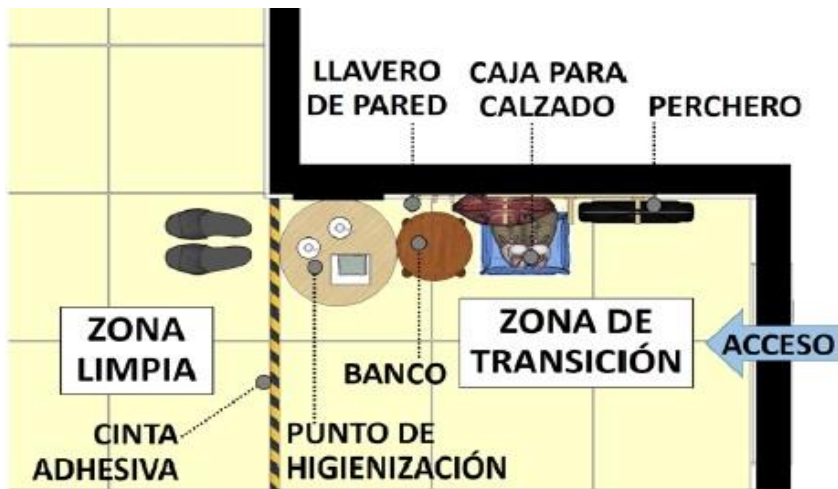 LLAVERO
DE PARED
CAJA PARA
CALZADO
PERCHERO
ZONA
LIMPIA
ZONA DE
TRANSICIÓN
ACCESO
BANCO
CINTA
ADHESIVA
PUNTO DE
HIGIENIZACIÓN